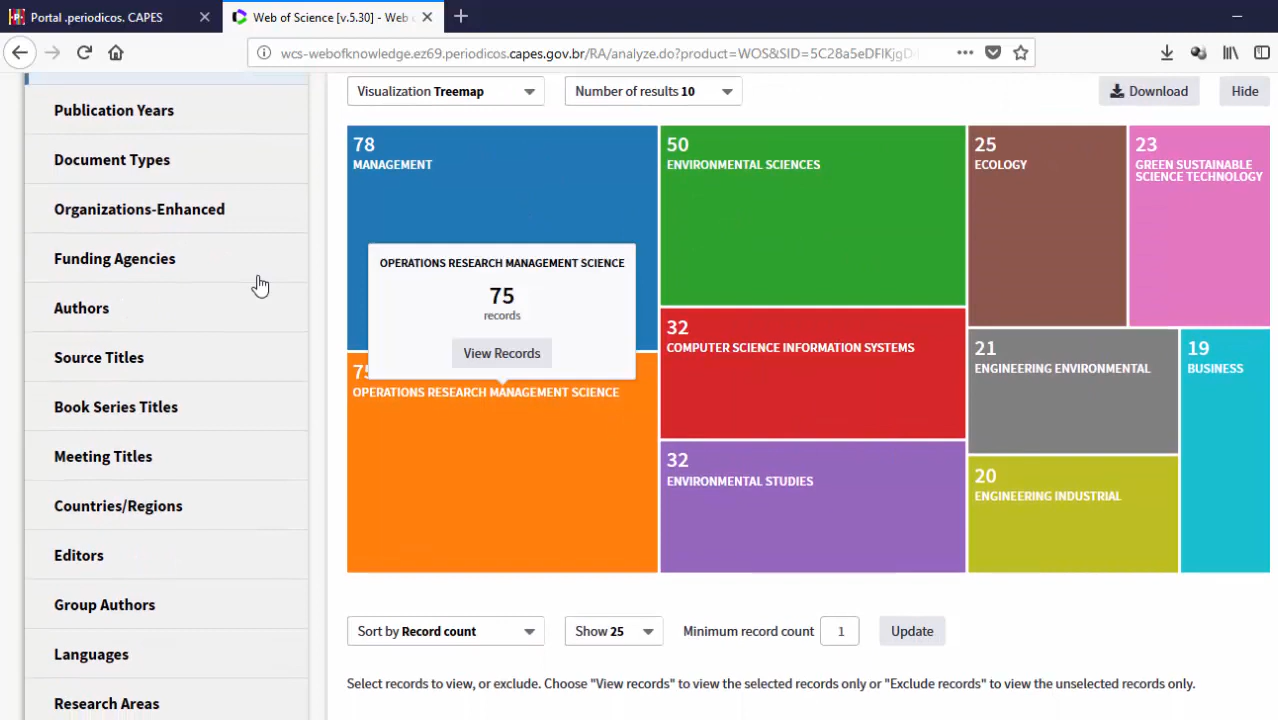 Portal .periodicos. CAPES
Web of Science [v.5.30] - Web
wcs-webofknowledge.ez69.periodicos.capes.gov.br/RA/analyze.do?product=WOS&SID=
Publication Years
Document Types
Organizations-Enhanced
Funding Agencies
Authors
Source Titles
Book Series Titles
Meeting Titles
Countries/Regions
Editors
Group Authors
Languages
Research Areas
Visualization Treemap
Number of results 10
Download
Hide
78
MANAGEMENT
OPERATIONS RESEARCH MANAGEMENT SCIENCE
75
records
View Records
75
OPERATIONS RESEARCH MANAGEMENT SCIENCE
50
ENVIRONMENTAL SCIENCES
32
COMPUTER SCIENCE INFORMATION SYSTEMS
32
ENVIRONMENTAL STUDIES
25
ECOLOGY
23
GREEN SUSTAINABLE
SCIENCE TECHNOLOGY
21
ENGINEERING ENVIRONMENTAL
19
BUSINESS
20
ENGINEERING INDUSTRIAL
Sort by Record count
Show 25
Minimum record count
1
Update
Select records to view, or exclude. Choose "View records" to view the selected records only or "Exclude records" to view the unselected records only.